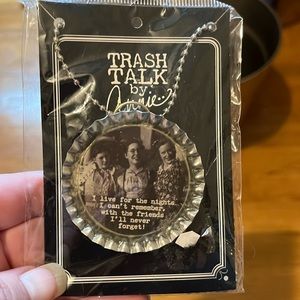 TRASH
TALK
by
Annie
I live for the nights
I can't remember,
with the friends
I'll never
forget!